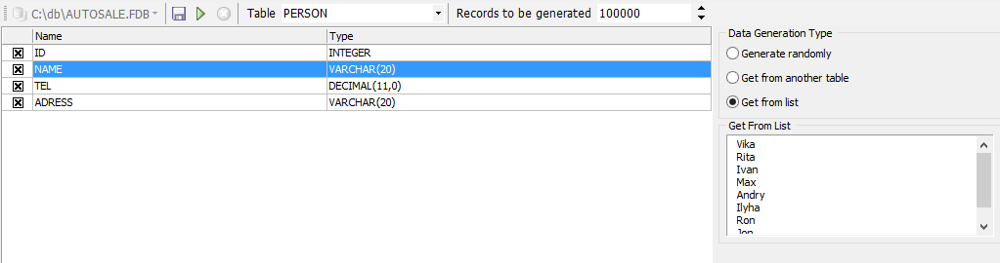 C:\db\AUTOSALE.FDB Table PERSON Records to be generated 100000
Name Type
ID INTEGER
NAME VARCHAR(20)
TEL DECIMAL(11,0)
ADRESS VARCHAR(20)
Data Generation Type
Generate randomly
Get from another table
Get from list
Get From List
Vika
Rita
Ivan
Max
Andry
Ilyha
Ron